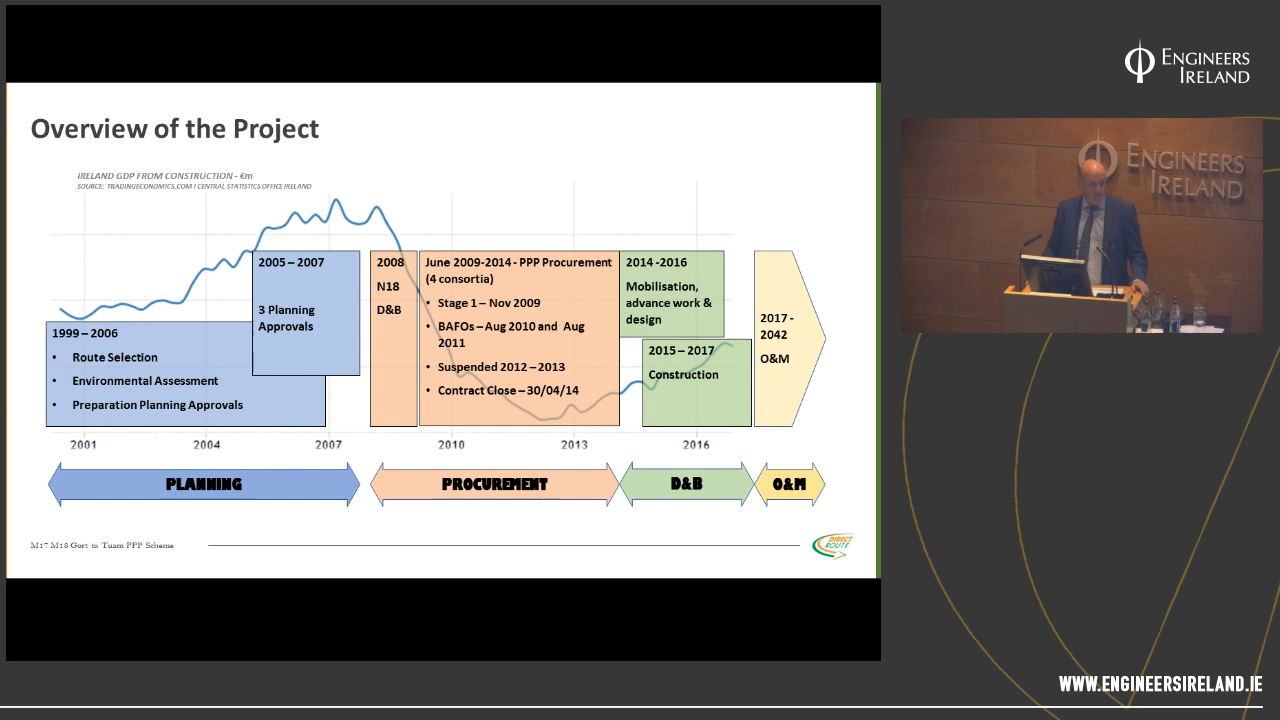 Overview of the Project
IRELAND GDP FROM CONSTRUCTION - €m
SOURCE: TRADINGECONOMICS.COM I CENTRAL STATISTICS OFFICE IRELAND
1999 – 2006
• Route Selection
• Environmental Assessment
• Preparation Planning Approvals
2005 – 2007
3 Planning
Approvals
2008
N18
D&B
June 2009-2014 - PPP Procurement
(4 consortia)
• Stage 1 – Nov 2009
• BAFOs – Aug 2010 and Aug
2011
• Suspended 2012 – 2013
• Contract Close – 30/04/14
2014 -2016
Mobilisation,
advance work &
design
2015 – 2017
Construction
2017 -
2042
O&M
2001
2004
2007
2010
2013
2016
PLANNING
PROCUREMENT
D&B
O&M
M17 M18 Gort to Tuam PPP Scheme
DIRECT
ROUTE
ENGINEERS
IRELAND
ENGINEERS
IRELAND
WWW.ENGINEERSIRELAND.IE